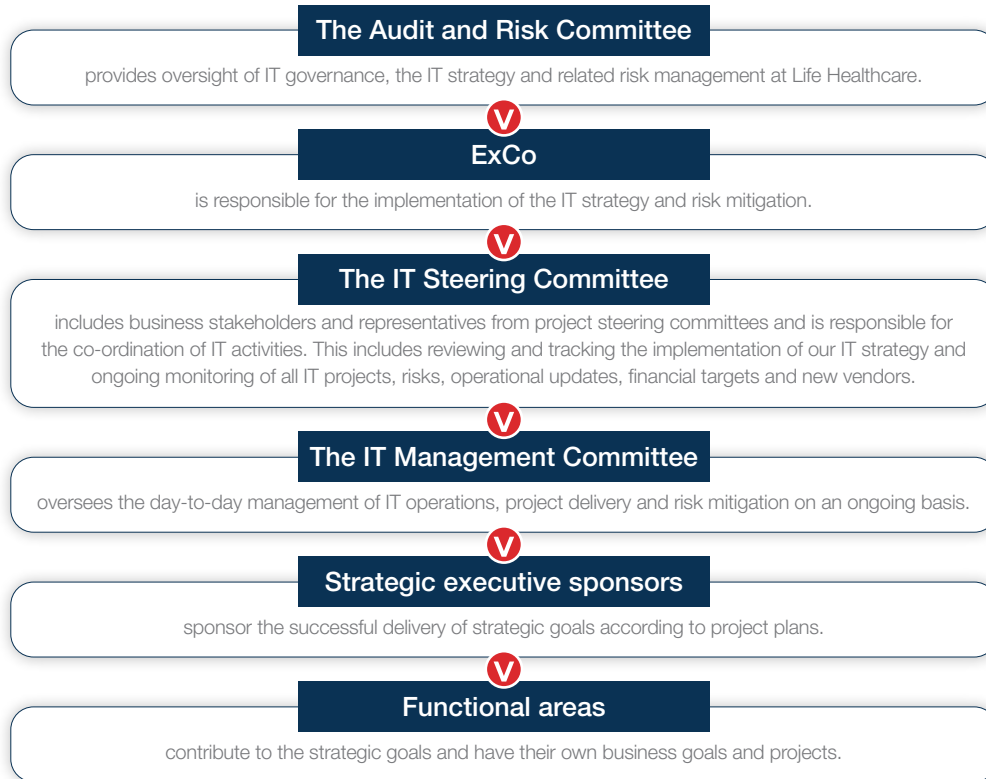 The Audit and Risk Committee
provides oversight of IT governance, the IT strategy and related risk management at Life Healthcare.
V
ExCo
is responsible for the implementation of the IT strategy and risk mitigation.
V
The IT Steering Committee
includes business stakeholders and representatives from project steering committees and is responsible for
the co-ordination of IT activities. This includes reviewing and tracking the implementation of our IT strategy and
ongoing monitoring of all IT projects, risks, operational updates, financial targets and new vendors.
V
The IT Management Committee
oversees the day-to-day management of IT operations, project delivery and risk mitigation on an ongoing basis.
V
Strategic executive sponsors
sponsor the successful delivery of strategic goals according to project plans.
V
Functional areas
contribute to the strategic goals and have their own business goals and projects.